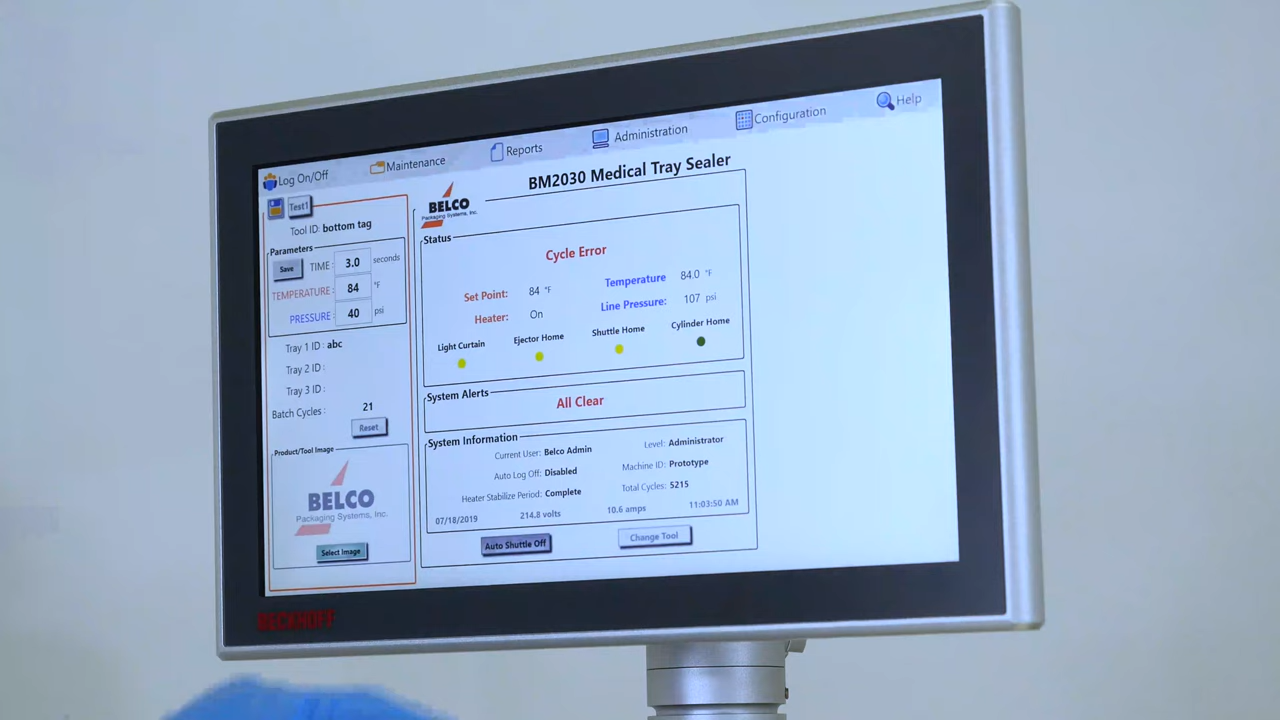 Log On/Off Maintenance Reports Administration Configuration Help
Test1
Tool ID: bottom tag
Parameters
Save TIME: 3.0 seconds
TEMPERATURE: 84 °F
PRESSURE: 40 psi
Tray 1 ID: abc
Tray 2 ID:
Tray 3 ID:
Batch Cycles: 21
Reset
Product/Tool Image
BELCO
Packaging Systems, Inc.
Select Image
BELCO
Packaging Systems, Inc.
BM2030 Medical Tray Sealer
Status
Cycle Error
Set Point: 84 °F Temperature 84.0 °F
Heater: On Line Pressure: 107 psi
Light Curtain Ejector Home Shuttle Home Cylinder Home
System Alerts
All Clear
System Information
Current User: Belco Admin Level: Administrator
Auto Log Off: Disabled Machine ID: Prototype
Heater Stabilize Period: Complete Total Cycles: 5215
07/18/2019 214.8 volts 10.6 amps 11:03:50 AM
Auto Shuttle Off Change Tool
BECKHOFF